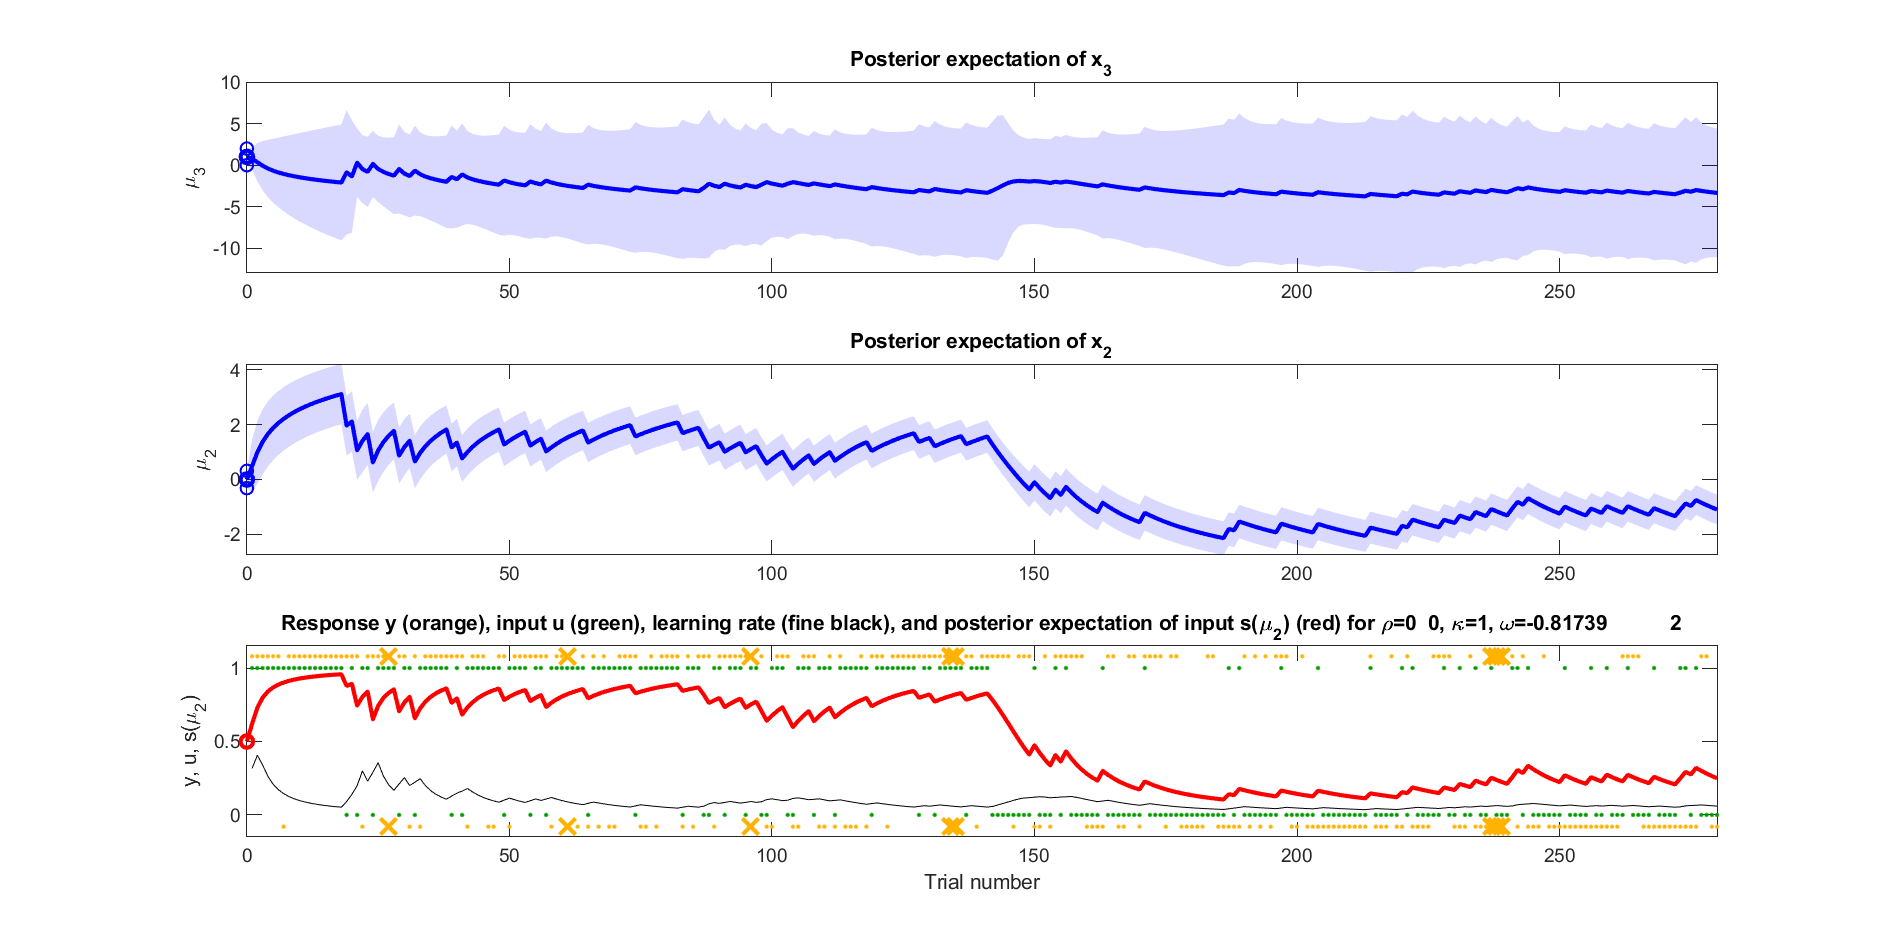 Posterior expectation of x3
10
5
0
-5
-10
μ3
0 50 100 150 200 250
Posterior expectation of x2
4
2
0
-2
μ2
0 50 100 150 200 250
Response y (orange), input u (green), learning rate (fine black), and posterior expectation of input s(μ2) (red) for ρ=0 0, κ=1, ω=-0.81739 2
1
0.5
0
y, u, s(μ2)
0 50 100 150 200 250
Trial number